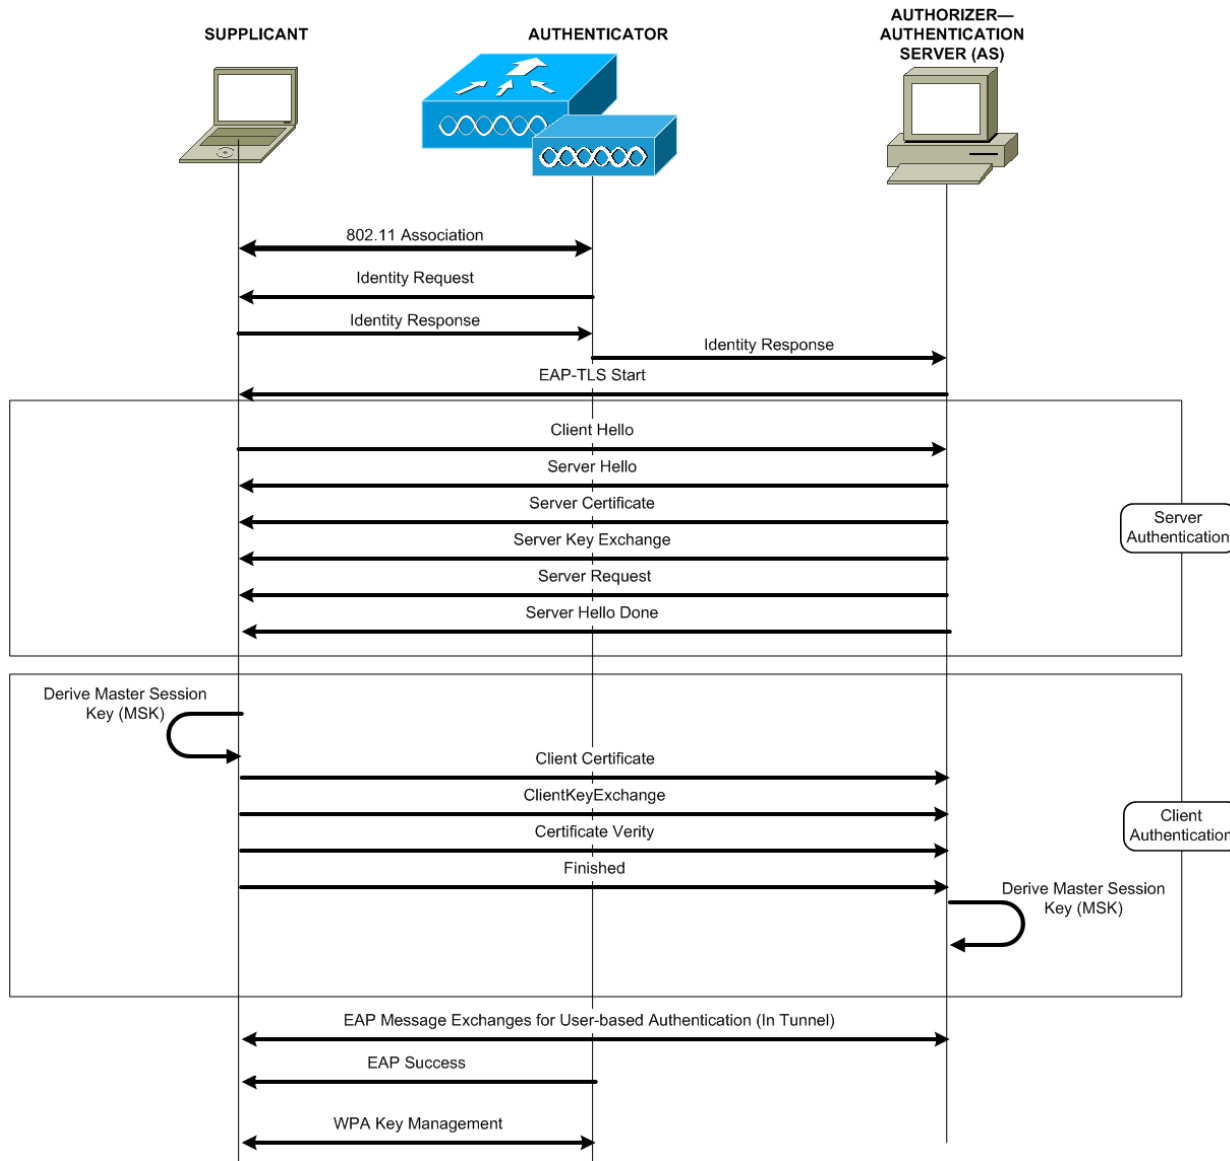 SUPPLICANT
AUTHENTICATOR
AUTHORIZER—
AUTHENTICATION
SERVER (AS)
802.11 Association
Identity Request
Identity Response
Identity Response
EAP-TLS Start
Client Hello
Server Hello
Server Certificate
Server Key Exchange
Server Request
Server Hello Done
Server
Authentication
Derive Master Session
Key (MSK)
Client Certificate
ClientKeyExchange
Certificate Verity
Finished
Client
Authentication
Derive Master Session
Key (MSK)
EAP Message Exchanges for User-based Authentication (In Tunnel)
EAP Success
WPA Key Management